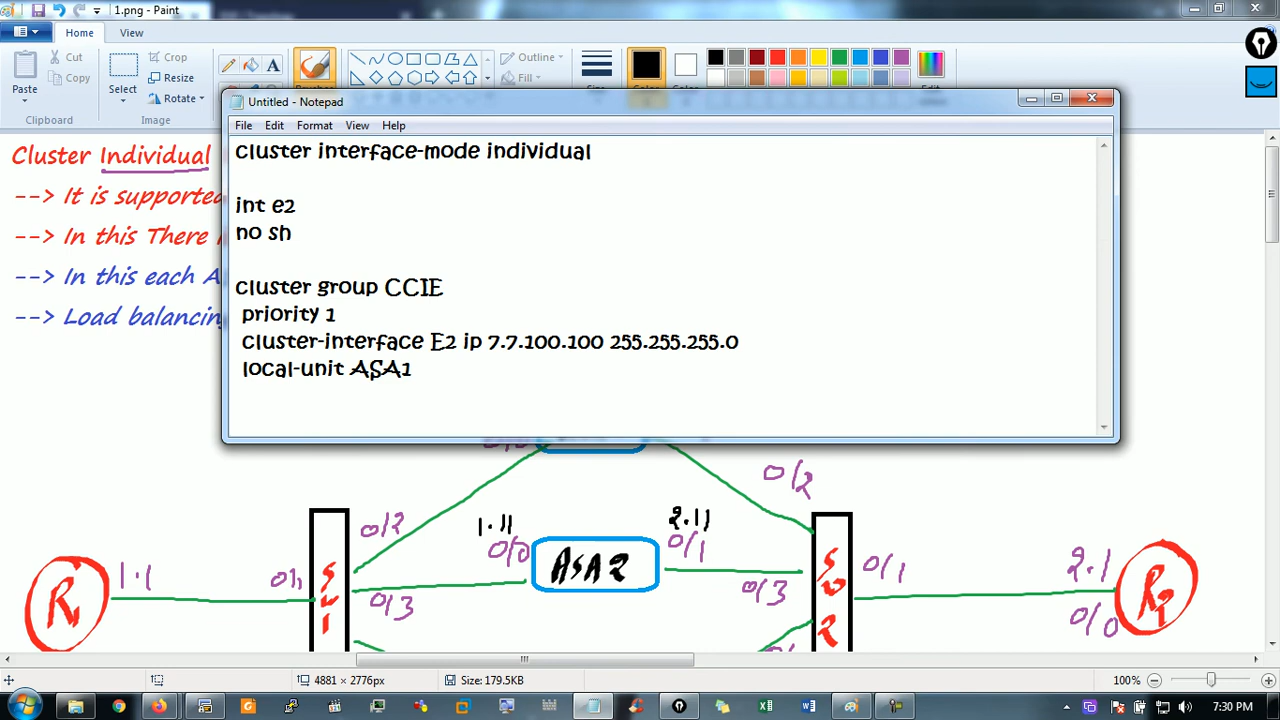 1.png - Paint
Home
View
Cut
Copy
Paste
Clipboard
Select
Crop
Resize
Rotate
Image
Outline
Fill
Untitled - Notepad
File Edit Format View Help
cluster interface-mode individual
int e2
no sh
cluster group CCIE
priority 1
cluster-interface E2 ip 7.7.100.100 255.255.255.0
local-unit ASA1
Cluster Individual
--> It is supported
--> In this There
--> In this each A
--> Load balancing
0/2
0/2
1.11
2.11
0/0
ASA2
0/1
R1
1.1
0/1
SW1
0/3
0/3
SW2
0/1
2.1
0/0
4881 × 2776px
Size: 179.5KB
100%
7:30 PM